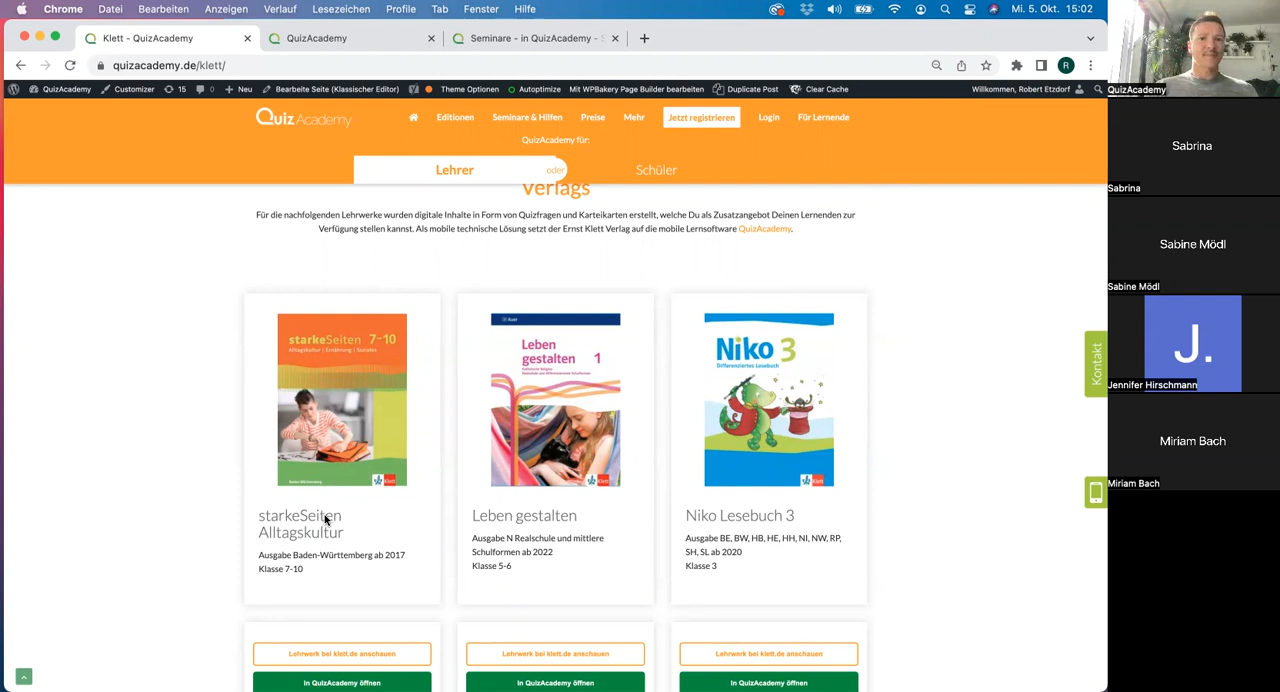 Chrome Datei Bearbeiten Anzeigen Verlauf Lesezeichen Profile Tab Fenster Hilfe Mi. 5. Okt. 15:02
Klett - QuizAcademy
QuizAcademy
Seminare - in QuizAcademy -
quizacademy.de/klett/
R
QuizAcademy Customizer 15 0 Neu Bearbeite Seite (Klassischer Editor) Theme Optionen Autoptimize Mit WPBakery Page Builder bearbeiten Duplicate Post Clear Cache Willkommen, Robert Etzdorf
Quiz Academy
Editionen Seminare & Hilfen Preise Mehr Jetzt registrieren Login Für Lernende
QuizAcademy für:
Lehrer oder Schüler
Verlags
Für die nachfolgenden Lehrwerke wurden digitale Inhalte in Form von Quizfragen und Karteikarten erstellt, welche Du als Zusatzangebot Deinen Lernenden zur
Verfügung stellen kannst. Als mobile technische Lösung setzt der Ernst Klett Verlag auf die mobile Lernsoftware QuizAcademy.
starkeSeiten 7-10
Alltagskultur | Ernährung | Soziales
Baden-Württemberg
Klett
starkeSeiten
Alltagskultur
Ausgabe Baden-Württemberg ab 2017
Klasse 7-10
Lehrwerk bei klett.de anschauen
In QuizAcademy öffnen
Auer
Leben
gestalten 1
Klett
Leben gestalten
Ausgabe N Realschule und mittlere
Schulformen ab 2022
Klasse 5-6
Lehrwerk bei klett.de anschauen
In QuizAcademy öffnen
Niko 3
Differenziertes Lesebuch
Klett
Niko Lesebuch 3
Ausgabe BE, BW, HB, HE, HH, NI, NW, RP,
SH, SL ab 2020
Klasse 3
Lehrwerk bei klett.de anschauen
In QuizAcademy öffnen
Kontakt
QuizAcademy
Sabrina
Sabrina
Sabine Mödl
Sabine Mödl
J.
Jennifer Hirschmann
Miriam Bach
Miriam Bach